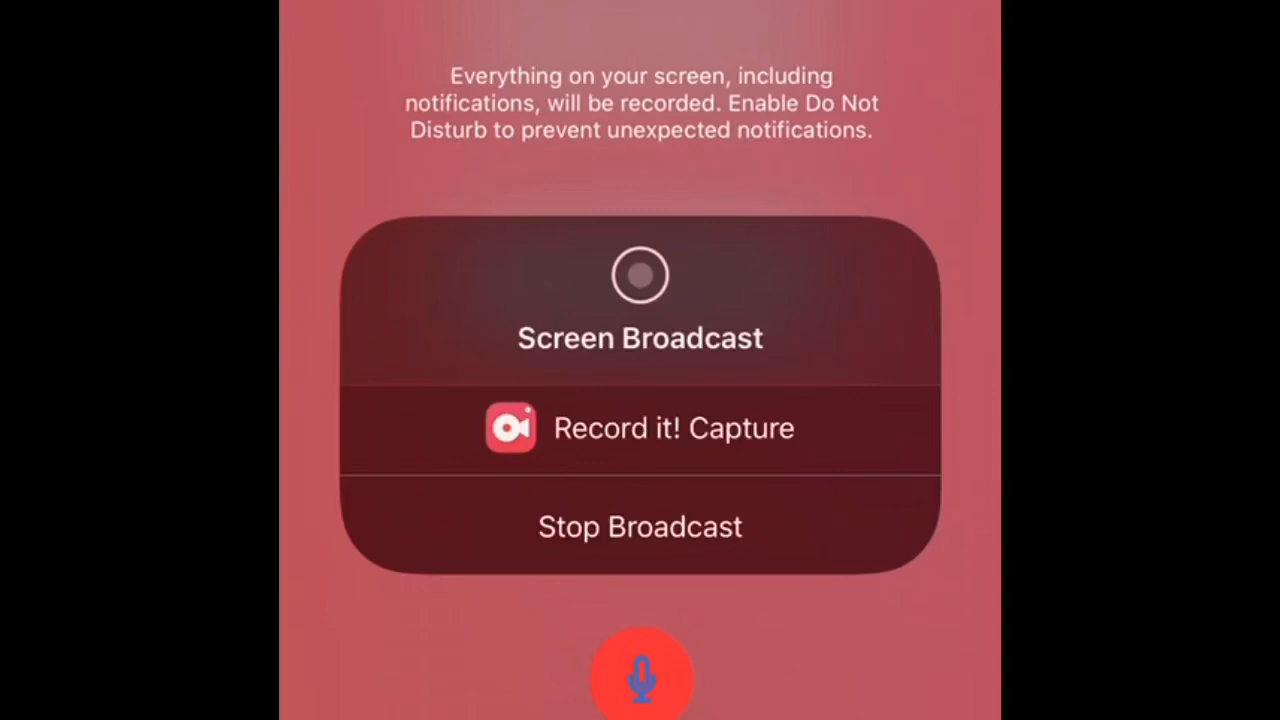 Everything on your screen, including
notifications, will be recorded. Enable Do Not
Disturb to prevent unexpected notifications.
Screen Broadcast
Record it! Capture
Stop Broadcast